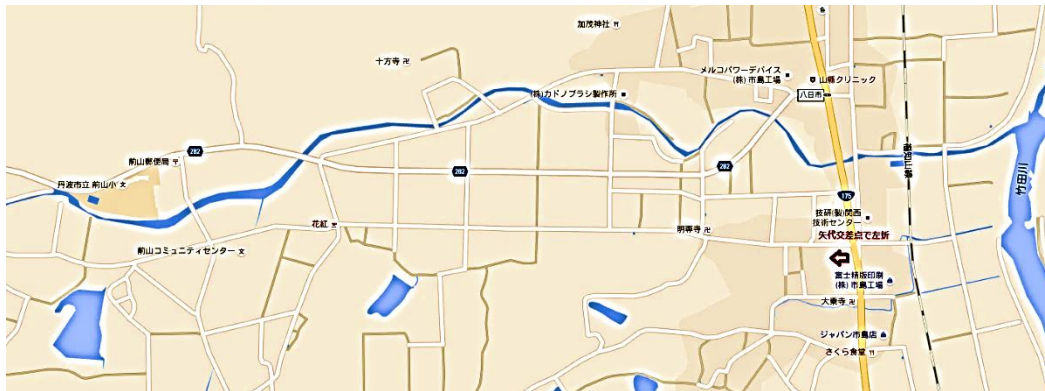 加茂神社
十方寺
メルコパワーデバイス
(株)市島工場
山縣クリニック
(株)カドノブラシ製作所
八日市
282
前山郵便局
282
282
福知山線
竹田川
丹波市立 前山小
175
技研(製)関西
技術センター
花紅
明専寺
矢代交差点で左折
前山コミュニティセンター
富士精版印刷
(株)市島工場
大乗寺
ジャパン市島店
さくら食堂